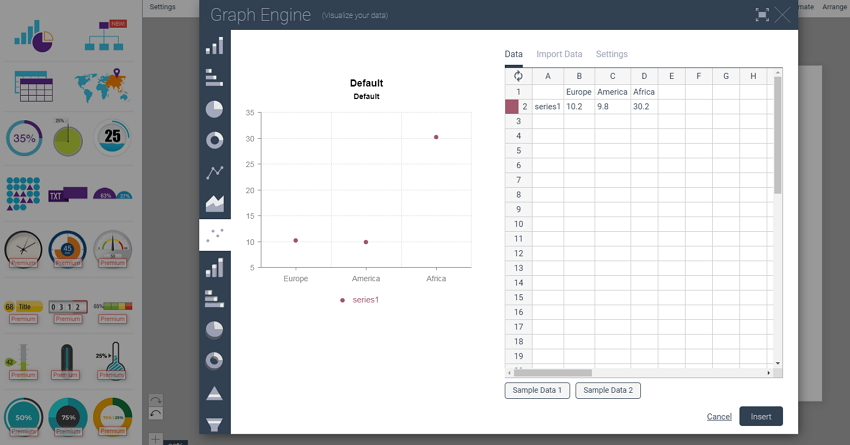 Settings
mate Arrange
Graph Engine (Visualize your data)
NEW
35%
25%
25
TXT
63%
27%
45
Premium Premium Premium
68 Title 0 3 1 2 88%
Premium Premium Premium
42
25%
Premium Premium Premium
50% 75%
Default
Default
35
30
25
20
15
10
5
Europe America Africa
series1
Data Import Data Settings
A B C D E F G H
1 Europe America Africa
2 series1 10.2 9.8 30.2
3
4
5
6
7
8
9
10
11
12
13
14
15
16
17
18
19
Sample Data 1 Sample Data 2
Cancel Insert